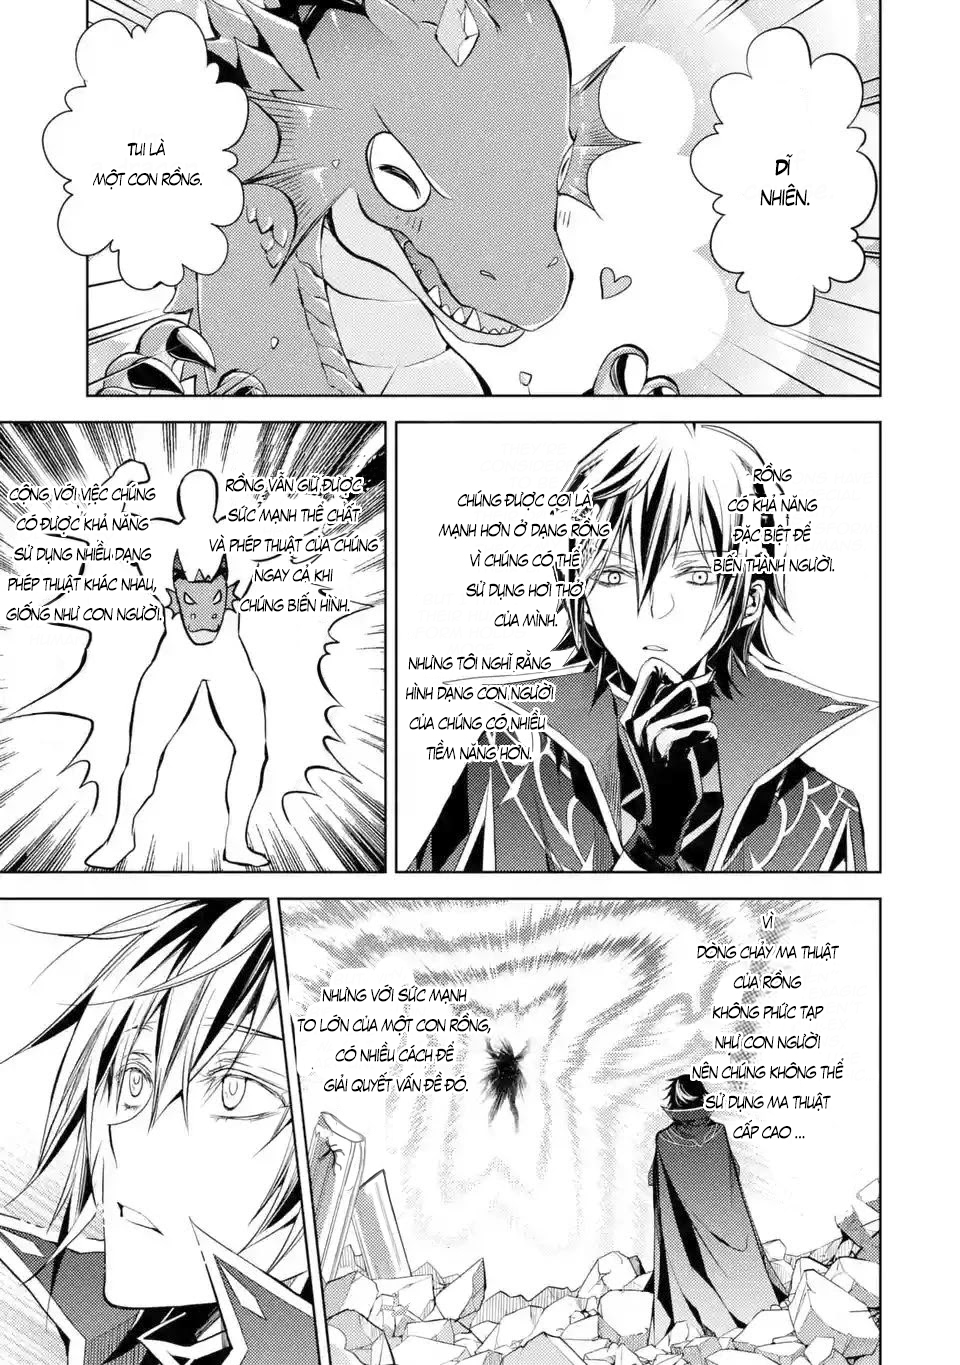 DĨ
NHIÊN.
TUI LÀ
MỘT CON RỒNG.
RỒNG
CÓ KHẢ NĂNG
ĐẶC BIỆT ĐỂ
BIẾN THÀNH NGƯỜI.
CHÚNG ĐƯỢC COI LÀ
MẠNH HƠN Ở DẠNG RỒNG
VÌ CHÚNG CÓ THỂ
SỬ DỤNG HƠI THỞ
CỦA MÌNH.
NHƯNG TÔI NGHĨ RẰNG
HÌNH DẠNG CON NGƯỜI
CỦA CHÚNG CÓ NHIỀU
TIỀM NĂNG HƠN.
RỒNG VẪN GIỮ ĐƯỢC
SỨC MẠNH THỂ CHẤT
VÀ PHÉP THUẬT CỦA CHÚNG
NGAY CẢ KHI
CHÚNG BIẾN HÌNH.
CỘNG VỚI VIỆC CHÚNG
CÓ ĐƯỢC KHẢ NĂNG
SỬ DỤNG NHIỀU DẠNG
PHÉP THUẬT KHÁC NHAU,
GIỐNG NHƯ CON NGƯỜI.
VÌ
DÒNG CHẢY MA THUẬT
CỦA RỒNG
KHÔNG PHỨC TẠP
NHƯ CON NGƯỜI
NÊN CHÚNG KHÔNG THỂ
SỬ DỤNG MA THUẬT
CẤP CAO ...
NHƯNG VỚI SỨC MẠNH
TO LỚN CỦA MỘT CON RỒNG,
CÓ NHIỀU CÁCH ĐỂ
GIẢI QUYẾT VẤN ĐỀ ĐÓ.